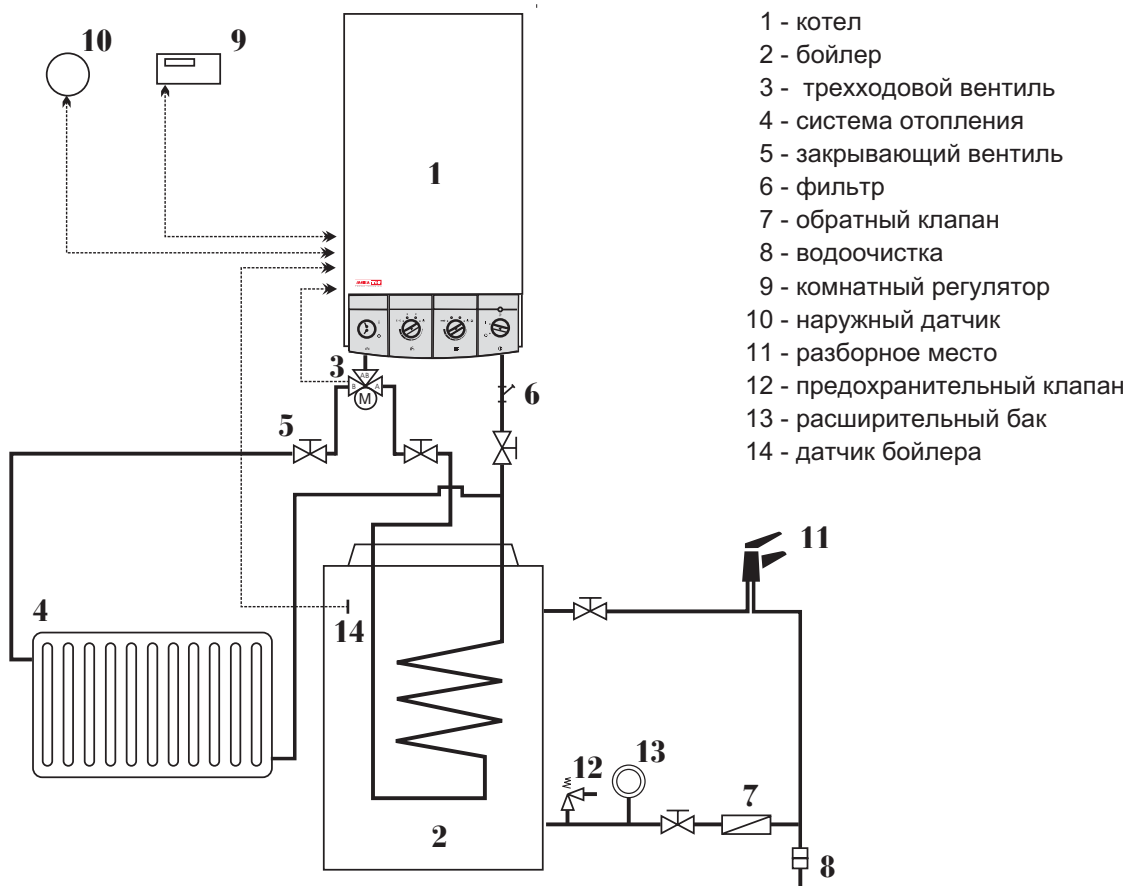 1 - котел
2 - бойлер
3 - трехходовой вентиль
4 - система отопления
5 - закрывающий вентиль
6 - фильтр
7 - обратный клапан
8 - водоочистка
9 - комнатный регулятор
10 - наружный датчик
11 - разборное место
12 - предохранительный клапан
13 - расширительный бак
14 - датчик бойлера
10
9
1
3
AB
B
A
M
6
5
11
4
14
13
12
7
2
8